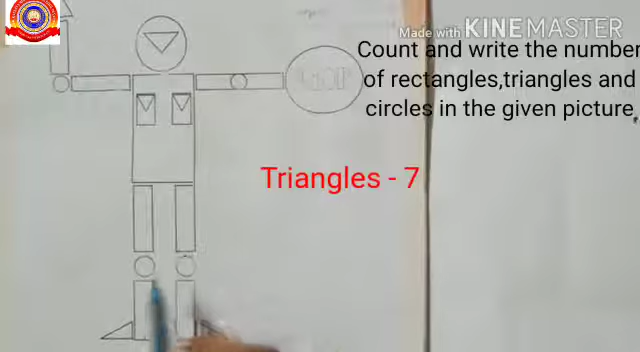 Made with KINEMASTER
Count and write the number
of rectangles,triangles and
circles in the given picture.
Triangles - 7